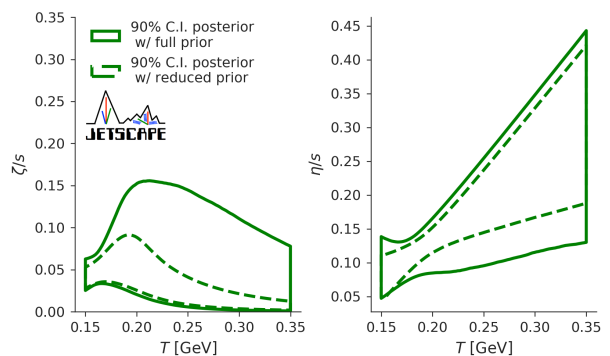 0.35
0.30
0.25
0.20
0.15
0.10
0.05
0.00
ζ/s
90% C.I. posterior
w/ full prior
90% C.I. posterior
w/ reduced prior
JETSCAPE
0.15 0.20 0.25 0.30 0.35
T [GeV]
0.45
0.40
0.35
0.30
0.25
0.20
0.15
0.10
0.05
η/s
0.15 0.20 0.25 0.30 0.35
T [GeV]